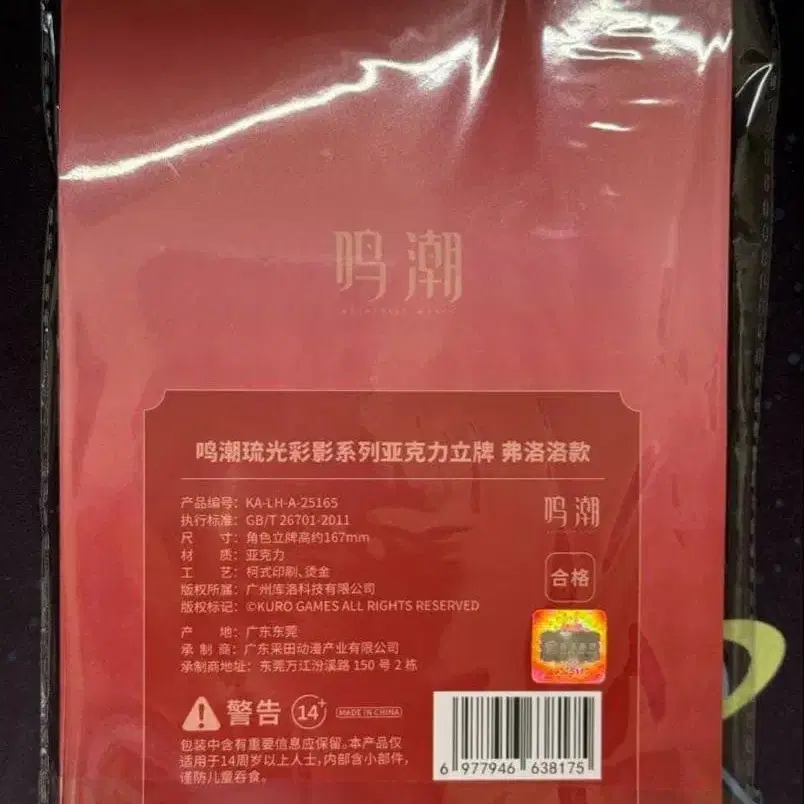 鸣潮
WUTHERING WAVES
鸣潮琉光彩影系列亚克力立牌 弗洛洛款
产品编号：KA-LH-A-25165
执行标准：GB/T 26701-2011
尺 寸：角色立牌高约167mm
材 质：亚克力
工 艺：柯式印刷、烫金
版权所属：广州库洛科技有限公司
版权标记：©KURO GAMES ALL RIGHTS RESERVED
产 地：广东东莞
承 制 商：广东采田动漫产业有限公司
承制商地址：东莞万江汾溪路 150 号 2 栋
鸣潮
合格
警告 14+ MADE IN CHINA
包装中含有重要信息应保留。本产品仅
适用于14周岁以上人士，内部含小部件，
谨防儿童吞食。
6 977946 638175